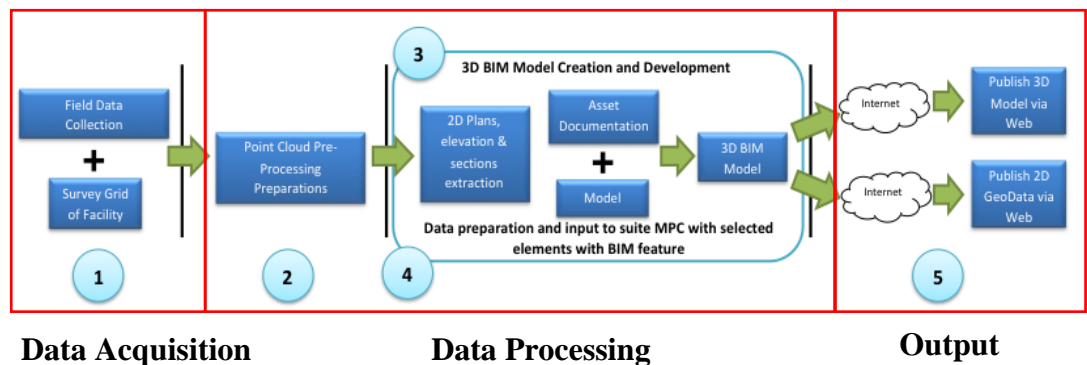 Field Data
Collection
+
Survey Grid
of Facility
1
Point Cloud Pre-
Processing
Preparations
2
3
3D BIM Model Creation and Development
2D Plans,
elevation &
sections
extraction
Asset
Documentation
+
Model
3D BIM
Model
Data preparation and input to suite MPC with selected
elements with BIM feature
4
Internet
Publish 3D
Model via
Web
Internet
Publish 2D
GeoData via
Web
5
Data Acquisition
Data Processing
Output